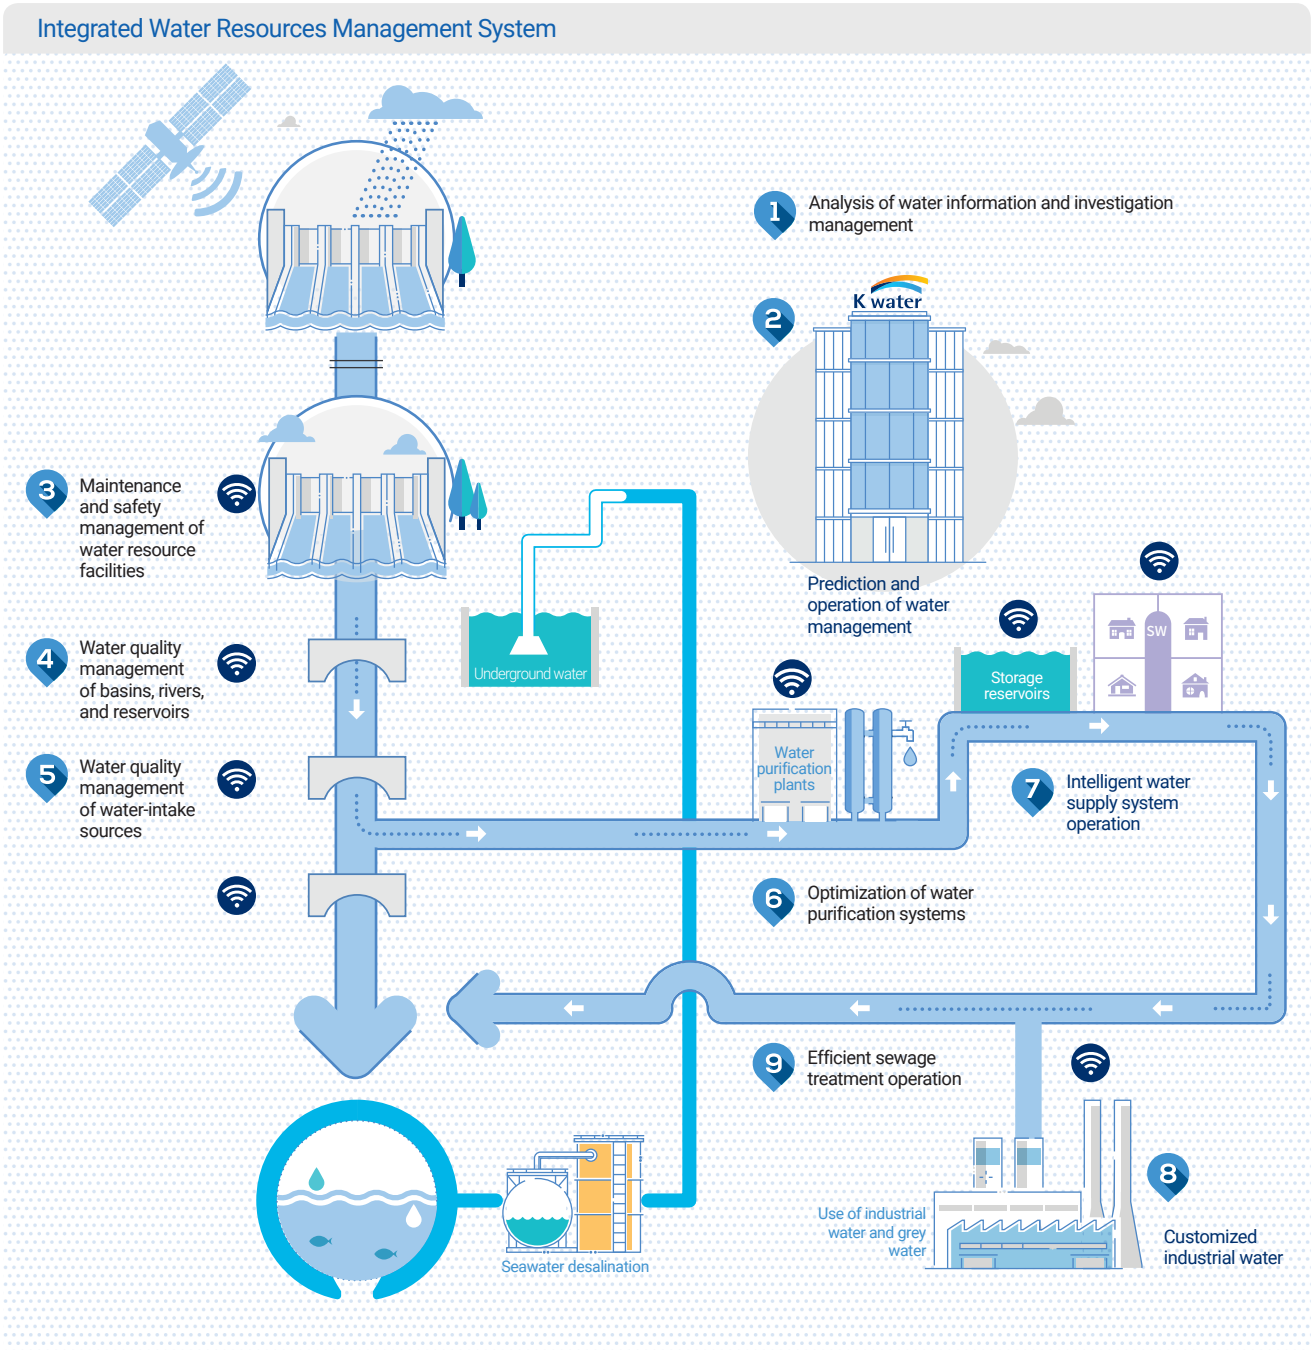 Integrated Water Resources Management System
1
Analysis of water information and investigation
management
K water
2
Prediction and
operation of water
management
3
Maintenance
and safety
management of
water resource
facilities
4
Water quality
management
of basins, rivers,
and reservoirs
Underground water
Storage
reservoirs
SW
5
Water quality
management
of water-intake
sources
Water
purification
plants
7
Intelligent water
supply system
operation
6
Optimization of water
purification systems
9
Efficient sewage
treatment operation
8
Customized
industrial water
Use of industrial
water and grey
water
Seawater desalination